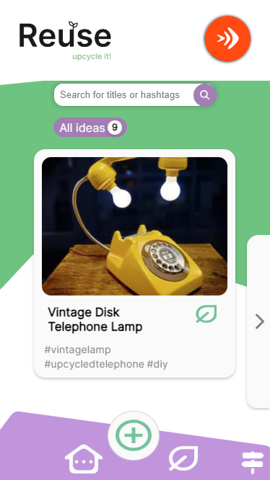 Reuse
upcycle it!
Search for titles or hashtags
All ideas 9
Vintage Disk
Telephone Lamp
#vintagelamp
#upcycledtelephone #diy